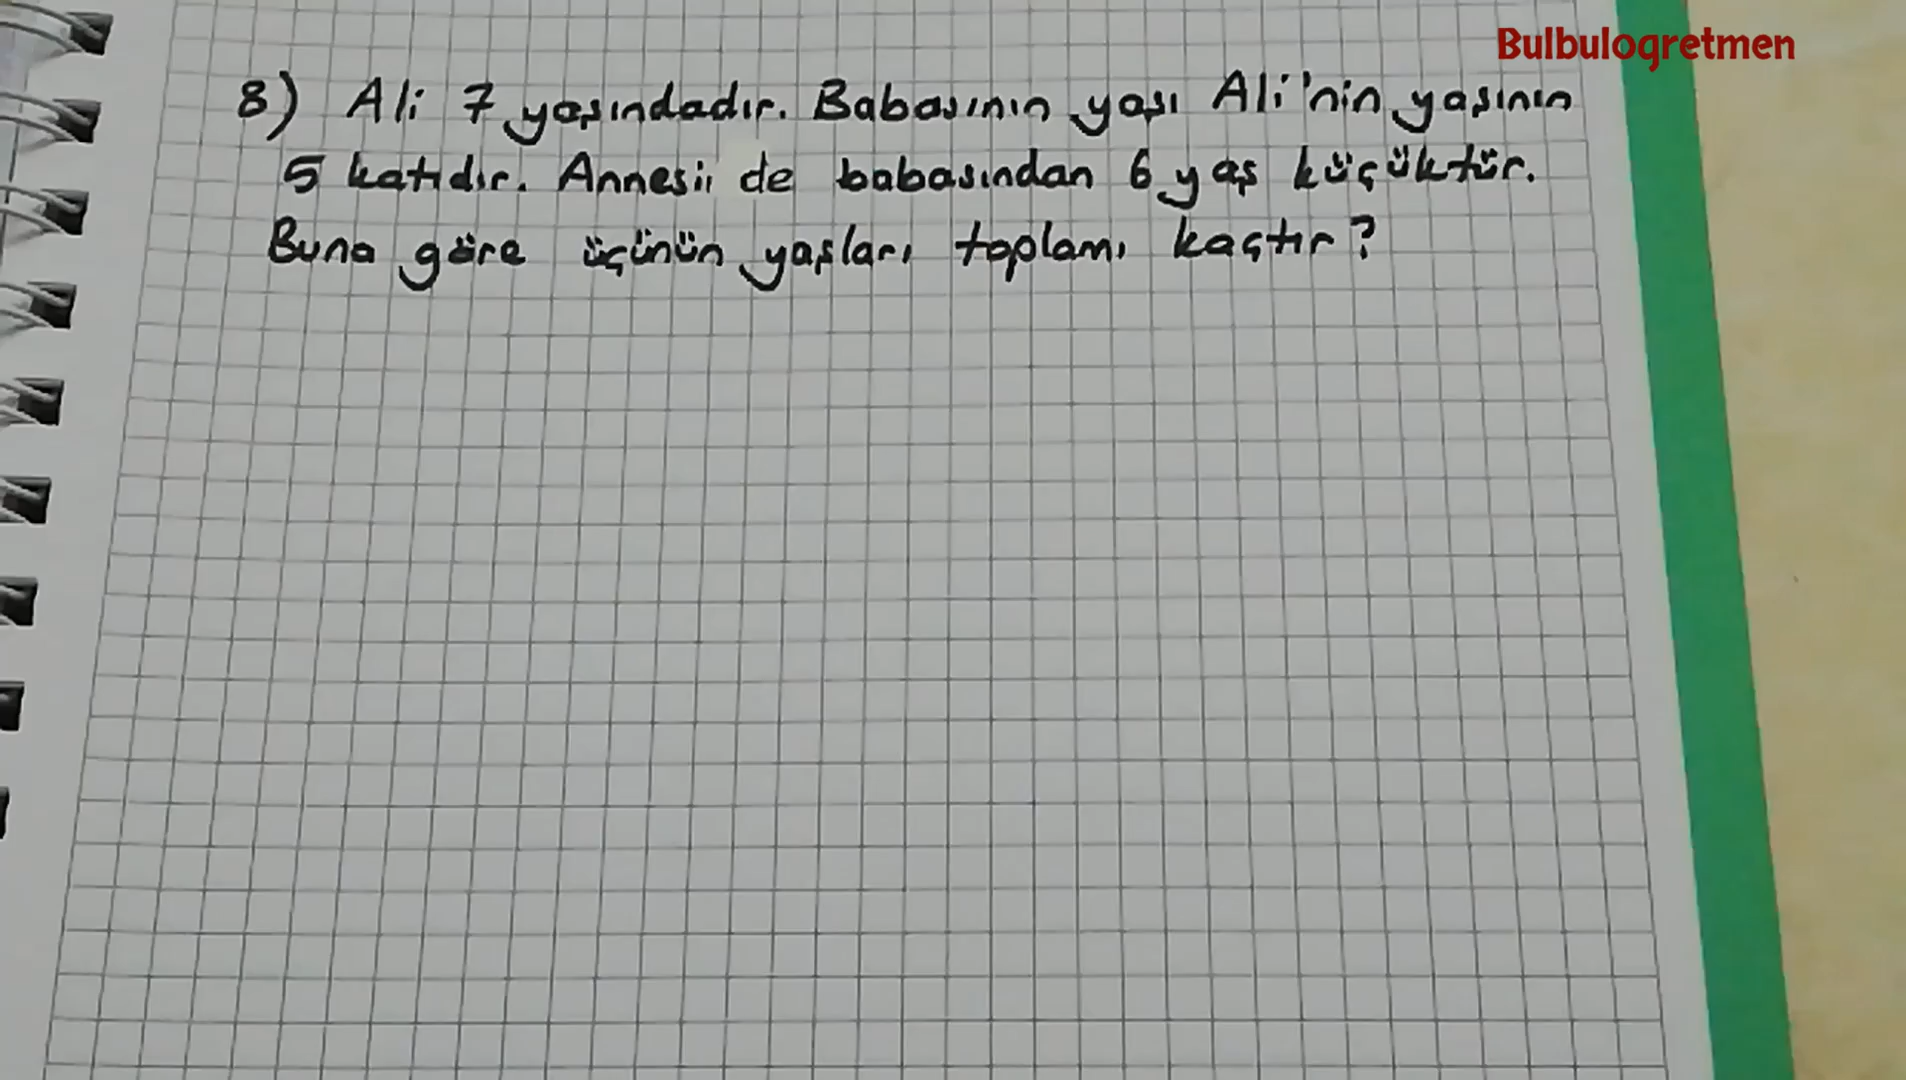 Bulbulogretmen
8) Ali 7 yaşındadır. Babasının yaşı Ali'nin yaşının
5 katıdır. Annesi de babasından 6 yaş küçüktür.
Buna göre üçünün yaşları toplamı kaçtır?